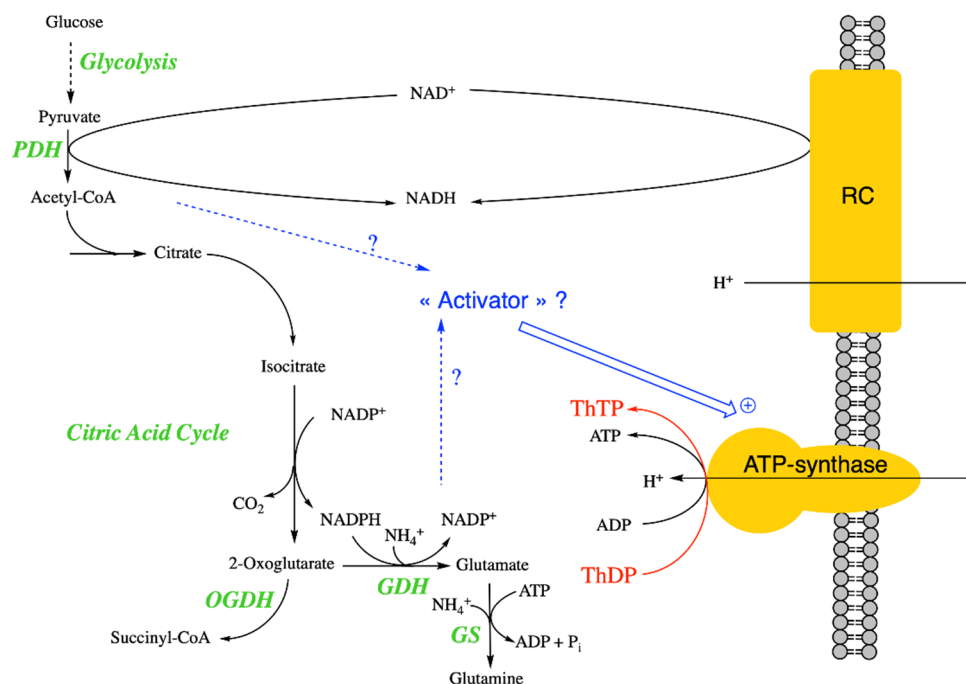 Glucose
Glycolysis
Pyruvate
NAD⁺
PDH
Acetyl-CoA
NADH
RC
?
Citrate
H⁺
« Activator » ?
Isocitrate
?
NADP⁺
ThTP
Citric Acid Cycle
ATP
⊕
ATP-synthase
H⁺
CO₂
NADPH
NH₄⁺
NADP⁺
ADP
2-Oxoglutarate
GDH
Glutamate
ThDP
OGDH
NH₄⁺
ATP
Succinyl-CoA
GS
ADP + Pᵢ
Glutamine